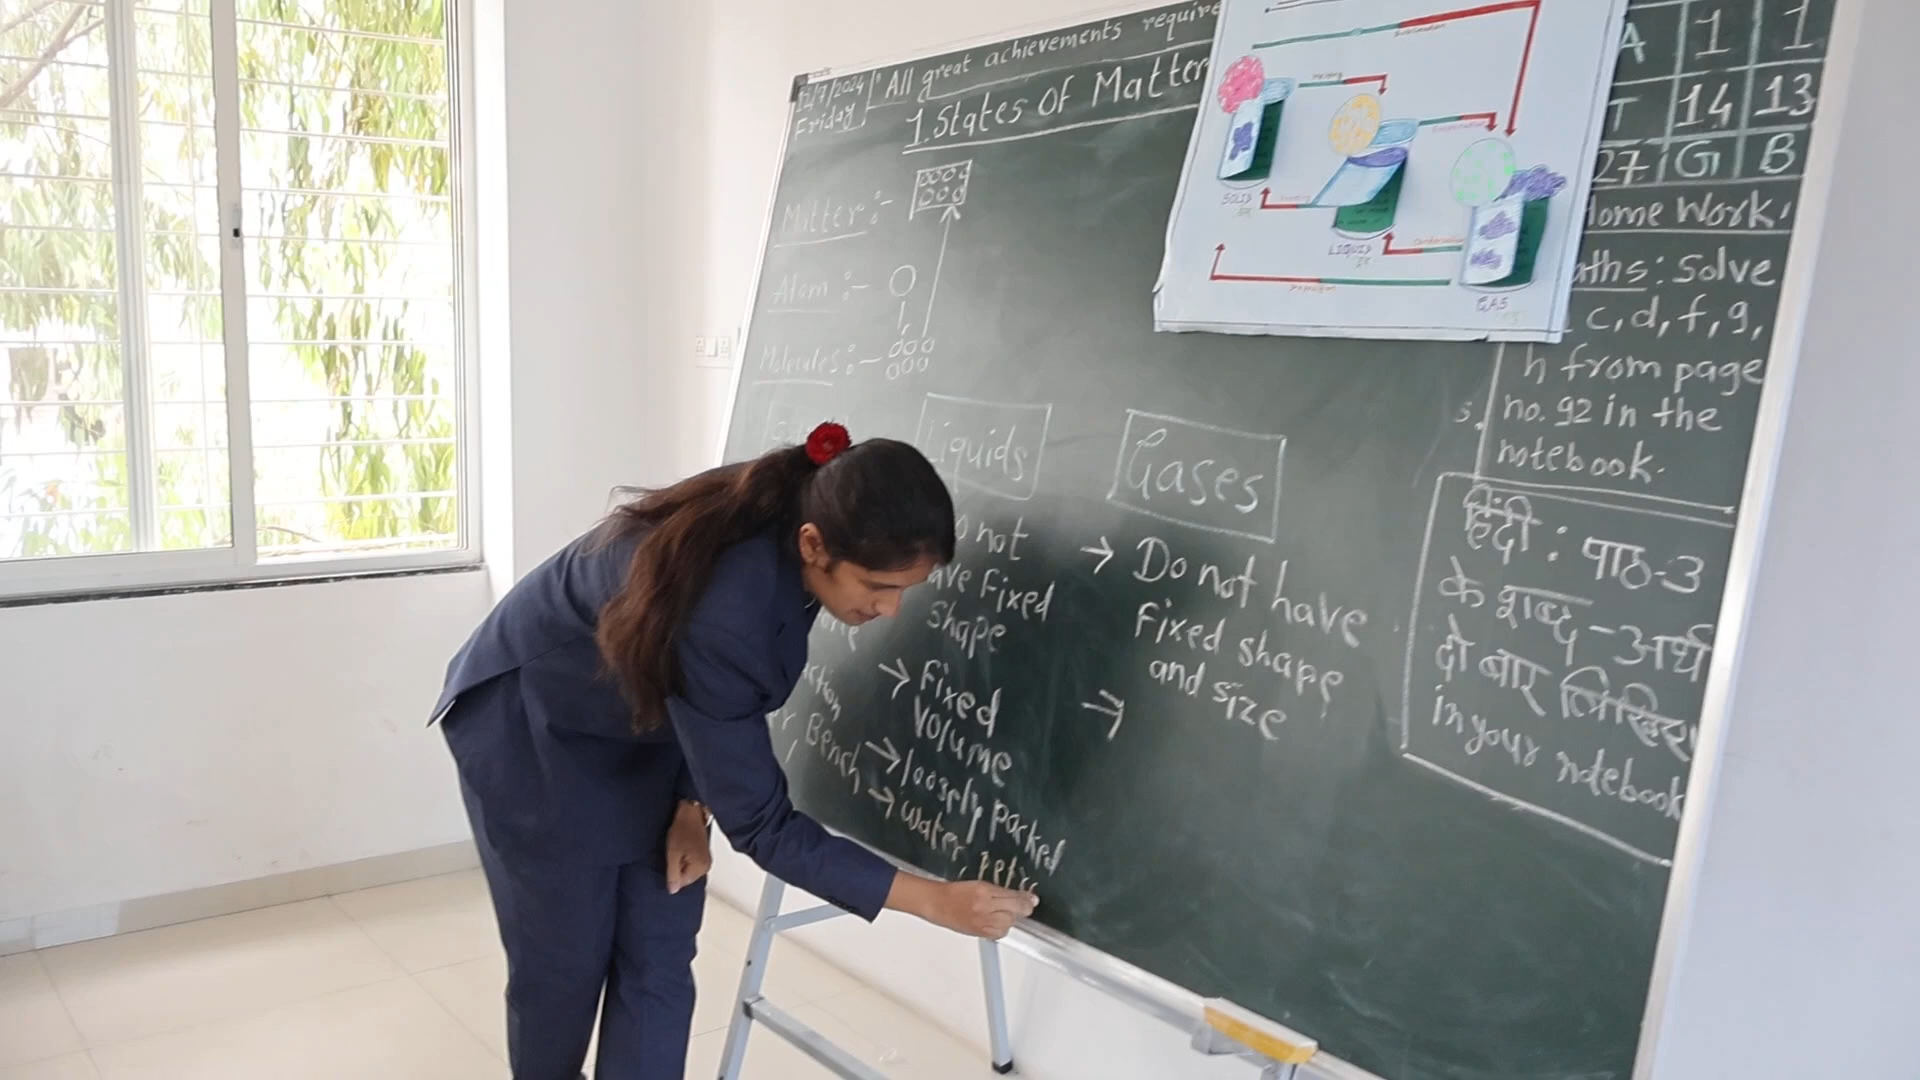 12/7/2024
Friday
"All great achievements require
1. States Of Matter
Matter :-
Atom :-
Molecules :-
Liquids
not
Fixed
shape
→ Fixed
Volume
→ loosely packed
→ water, petro
Bench
Gases
→ Do not have
Fixed shape
and size
→
Melting
SOLID
LIQUID
GAS
A 1 1
T 14 13
27 G B
Home Work:
aths: Solve
c, d, f, g,
h from page
no. 92 in the
notebook.
हिंदी : पाठ-3
के शब्द-अर्थ
दो बार लिखिए
in your notebook